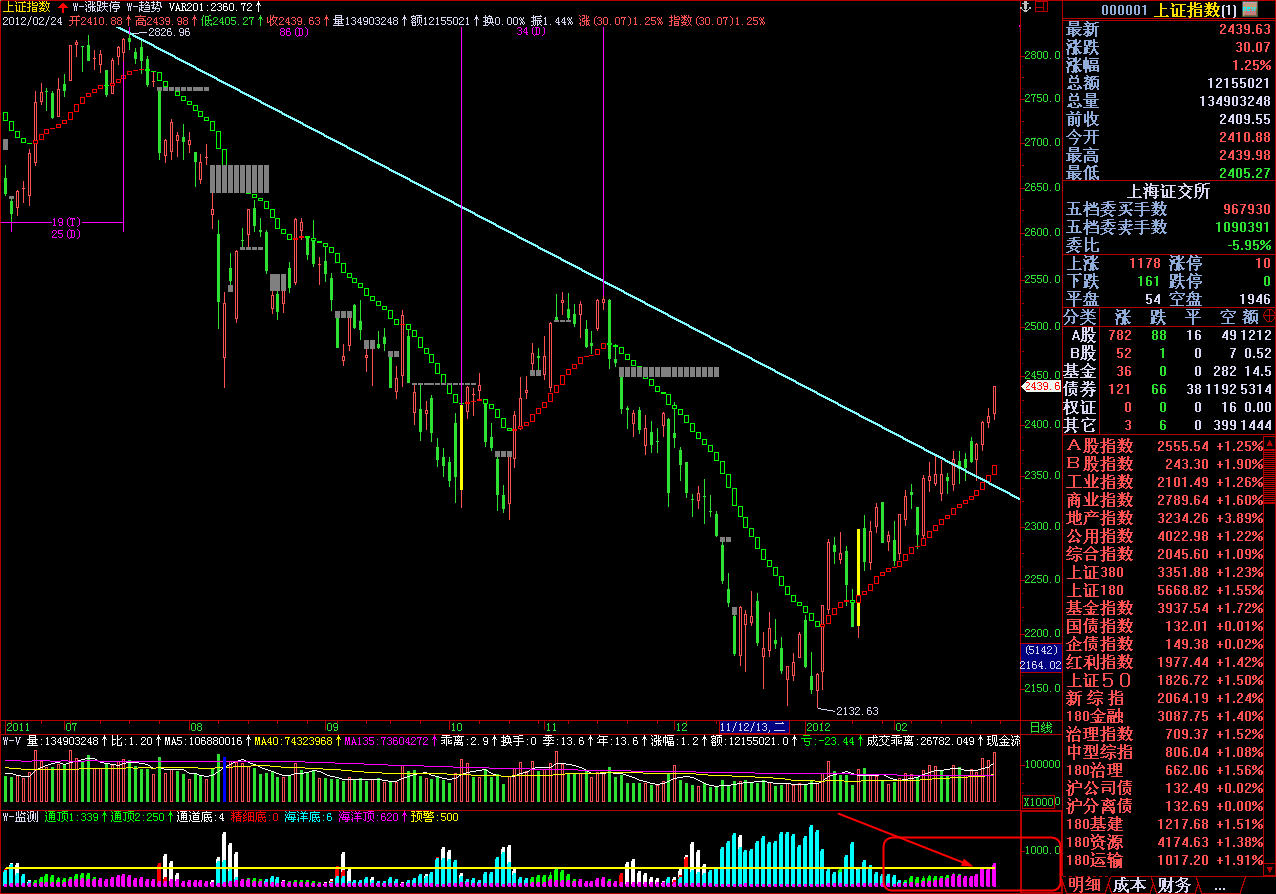 上证指数 ↑ W-涨跌停 W-趋势 VAR201:2360.72↑
2012/02/24 开2410.88↑高2439.98↑低2405.27↑收2439.63↑量134903248↑额12155021↑换0.00% 振1.44% 涨(30.07)1.25% 指数(30.07)1.25%
2826.96
86(D)
34(D)
19(T)
25(D)
2132.63
2800.0
2750.0
2700.0
2650.0
2600.0
2550.0
2500.0
2450.0
2439.6
2400.0
2350.0
2300.0
2250.0
2200.0
(5142)
2164.02
2150.0
2011 07 08 09 10 11 12 11/12/13,二 2012 02 日线
W-V 量:134903248↑比:1.20↑MA5:106880016↑MA40:74323968↑MA135:73604272↑乖离:2.9↑换手:0 季:13.6↑年:13.6↑涨幅:1.2↑额:12155021.0↑亏:-23.44↑成交乖离:26782.049↑现金流
100000
X1000
W-监测 通顶1:339↑通顶2:250↑通道底:4 精细底:0 海洋底:6 海洋顶:620↑预警:500
1000.0
000001 上证指数(1)
最新 2439.63
涨跌 30.07
涨幅 1.25%
总额 12155021
总量 134903248
前收 2409.55
今开 2410.88
最高 2439.98
最低 2405.27
上海证交所
五档委买手数 967930
五档委卖手数 1090391
委比 -5.95%
上涨 1178 涨停 10
下跌 161 跌停 0
平盘 54 空盘 1946
分类 涨 跌 平 空 额
A股 782 88 16 49 1212
B股 52 1 0 7 0.52
基金 36 0 0 282 14.5
债券 121 66 38 1192 5314
权证 0 0 0 16 0.00
其它 3 6 0 399 1444
A股指数 2555.54 +1.25%
B股指数 243.30 +1.90%
工业指数 2101.49 +1.26%
商业指数 2789.64 +1.60%
地产指数 3234.26 +3.89%
公用指数 4022.98 +1.22%
综合指数 2045.60 +1.09%
上证380 3351.88 +1.23%
上证180 5668.82 +1.55%
基金指数 3937.54 +1.72%
国债指数 132.01 +0.01%
企债指数 149.38 +0.02%
红利指数 1977.44 +1.42%
上证50 1826.72 +1.50%
新综指 2064.19 +1.24%
180金融 3087.75 +1.40%
治理指数 709.37 +1.52%
中型综指 806.04 +1.08%
180治理 662.06 +1.56%
沪公司债 132.49 +0.02%
沪分离债 132.69 +0.00%
180基建 1217.68 +1.51%
180资源 4174.63 +1.38%
180运输 1017.20 +1.91%
明细 成本 财务 ...